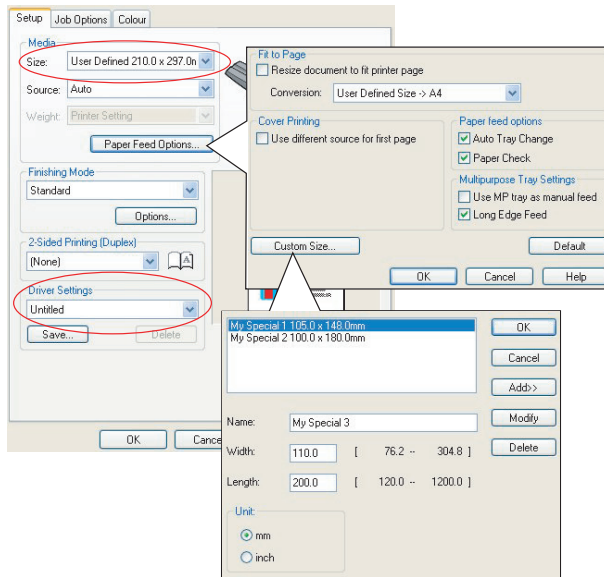 Setup Job Options Colour
Media
Size: User Defined 210.0 x 297.0n
Source: Auto
Weight: Printer Setting
Paper Feed Options...
Finishing Mode
Standard
Options...
2-Sided Printing (Duplex)
(None)
A
Driver Settings
Untitled
Save... Delete
OK Cance
Fit to Page
Resize document to fit printer page
Conversion: User Defined Size -> A4
Cover Printing
Use different source for first page
Paper feed options
Auto Tray Change
Paper Check
Multipurpose Tray Settings
Use MP tray as manual feed
Long Edge Feed
Custom Size... Default
OK Cancel Help
My Special 1 105.0 x 148.0mm
My Special 2 100.0 x 180.0mm
OK
Cancel
Add>>
Modify
Delete
Name: My Special 3
Width: 110.0 [ 76.2 -- 304.8 ]
Length: 200.0 [ 120.0 -- 1200.0 ]
Unit
mm
inch